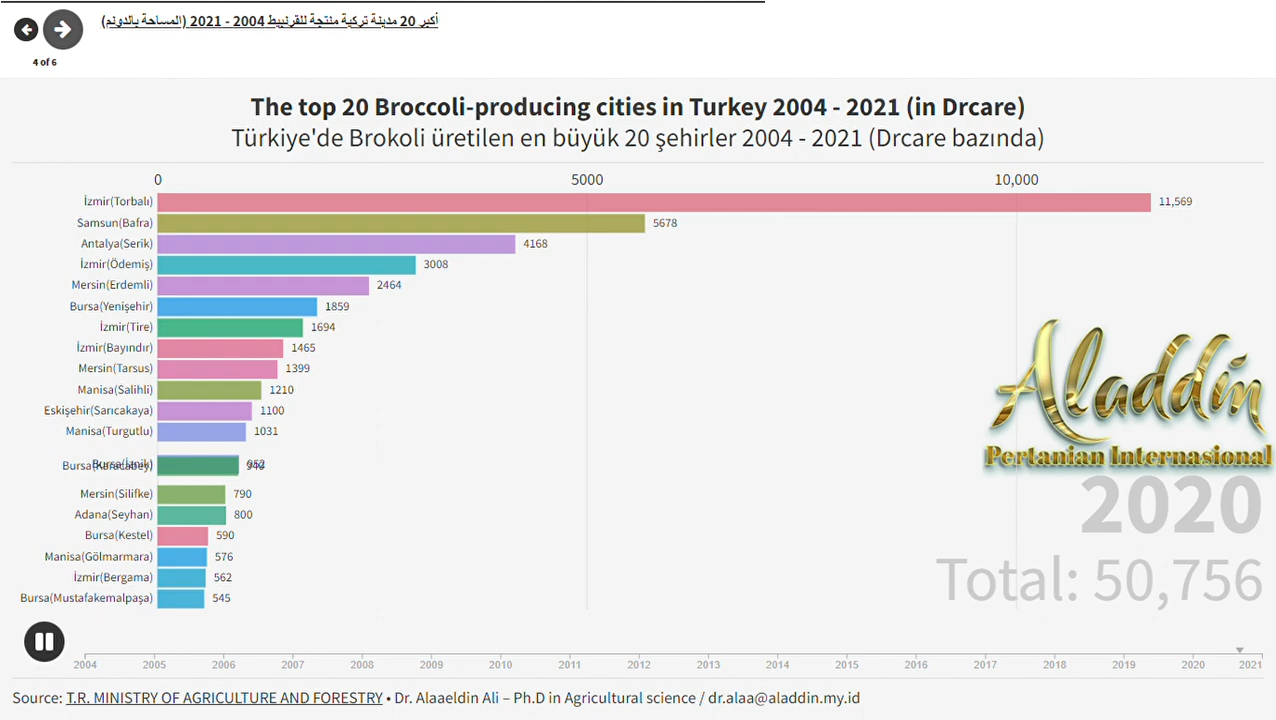 أكبر 20 مدينة تركية منتجة للقرنبيط 2004 - 2021 (المساحة بالدونم)
4 of 6
The top 20 Broccoli-producing cities in Turkey 2004 - 2021 (in Drcare)
Türkiye'de Brokoli üretilen en büyük 20 şehirler 2004 - 2021 (Drcare bazında)
0 5000 10,000
İzmir(Torbalı) 11,569
Samsun(Bafra) 5678
Antalya(Serik) 4168
İzmir(Ödemiş) 3008
Mersin(Erdemli) 2464
Bursa(Yenişehir) 1859
İzmir(Tire) 1694
İzmir(Bayındır) 1465
Mersin(Tarsus) 1399
Manisa(Salihli) 1210
Eskişehir(Sarıcakaya) 1100
Manisa(Turgutlu) 1031
Mersin(Silifke) 790
Adana(Seyhan) 800
Bursa(Kestel) 590
Manisa(Gölmarmara) 576
İzmir(Bergama) 562
Bursa(Mustafakemalpaşa) 545
Aladdin
Pertanian Internasional
2020
Total: 50,756
2004 2005 2006 2007 2008 2009 2010 2011 2012 2013 2014 2015 2016 2017 2018 2019 2020 2021
Source: T.R. MINISTRY OF AGRICULTURE AND FORESTRY • Dr. Alaaeldin Ali – Ph.D in Agricultural science / dr.alaa@aladdin.my.id